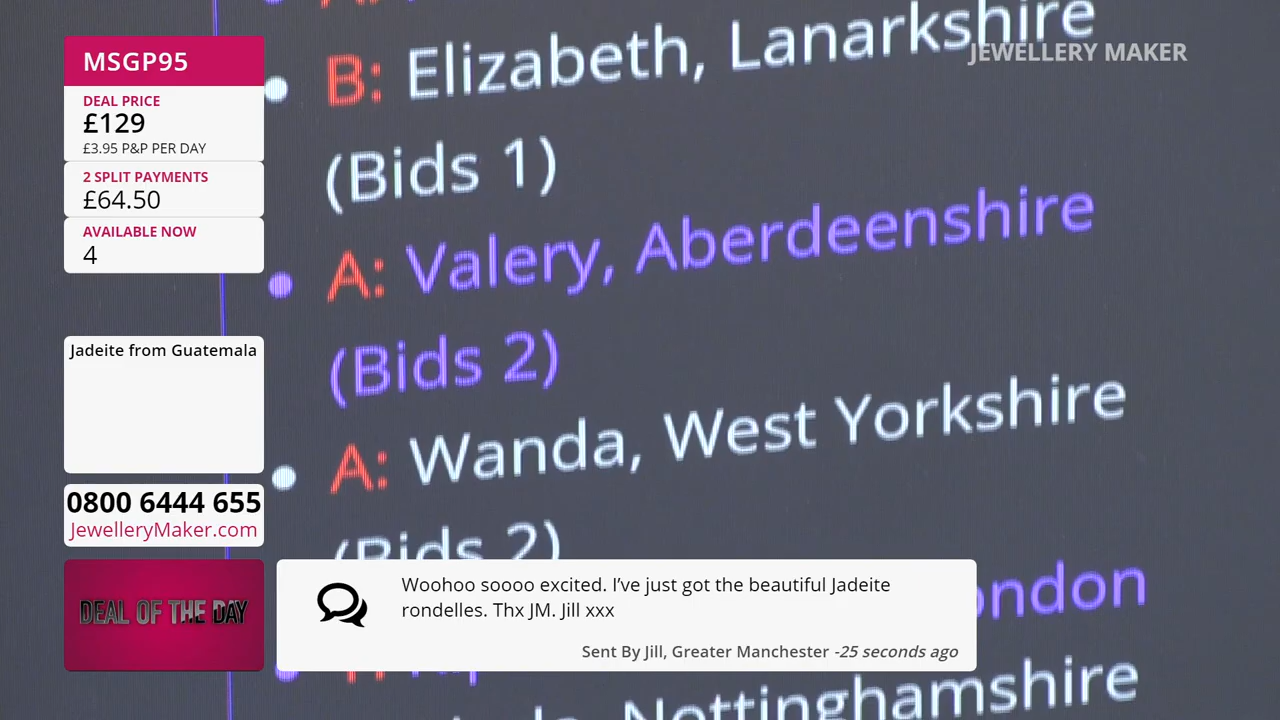 MSGP95
DEAL PRICE
£129
£3.95 P&P PER DAY
2 SPLIT PAYMENTS
£64.50
AVAILABLE NOW
4
Jadeite from Guatemala
0800 6444 655
JewelleryMaker.com
DEAL OF THE DAY
JEWELLERY MAKER
B: Elizabeth, Lanarkshire
(Bids 1)
A: Valery, Aberdeenshire
(Bids 2)
A: Wanda, West Yorkshire
(Bids 2)
Nottinghamshire
Woohoo soooo excited. I've just got the beautiful Jadeite
rondelles. Thx JM. Jill xxx
Sent By Jill, Greater Manchester -25 seconds ago